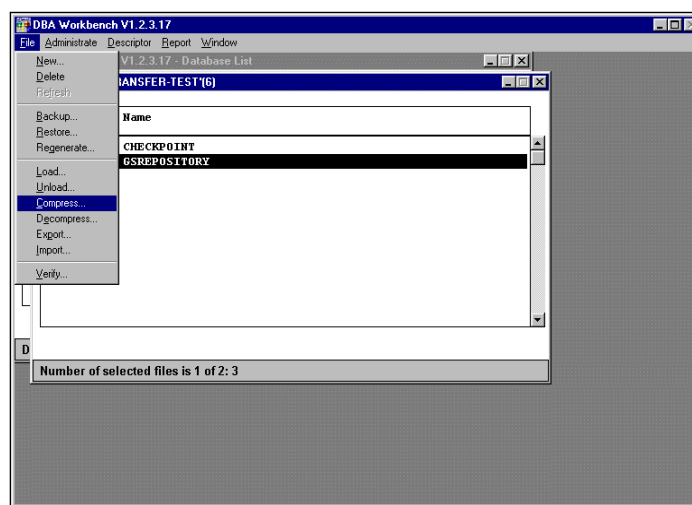 DBA Workbench V1.2.3.17
File Administrate Descriptor Report Window
New...
V1.2.3.17 - Database List
Delete
ANSFER-TEST'(6)
Refresh
Backup...
Name
Restore...
Regenerate...
CHECKPOINT
GSREPOSITORY
Load...
Unload...
Compress...
Decompress...
Export...
Import...
Verify...
D
Number of selected files is 1 of 2: 3